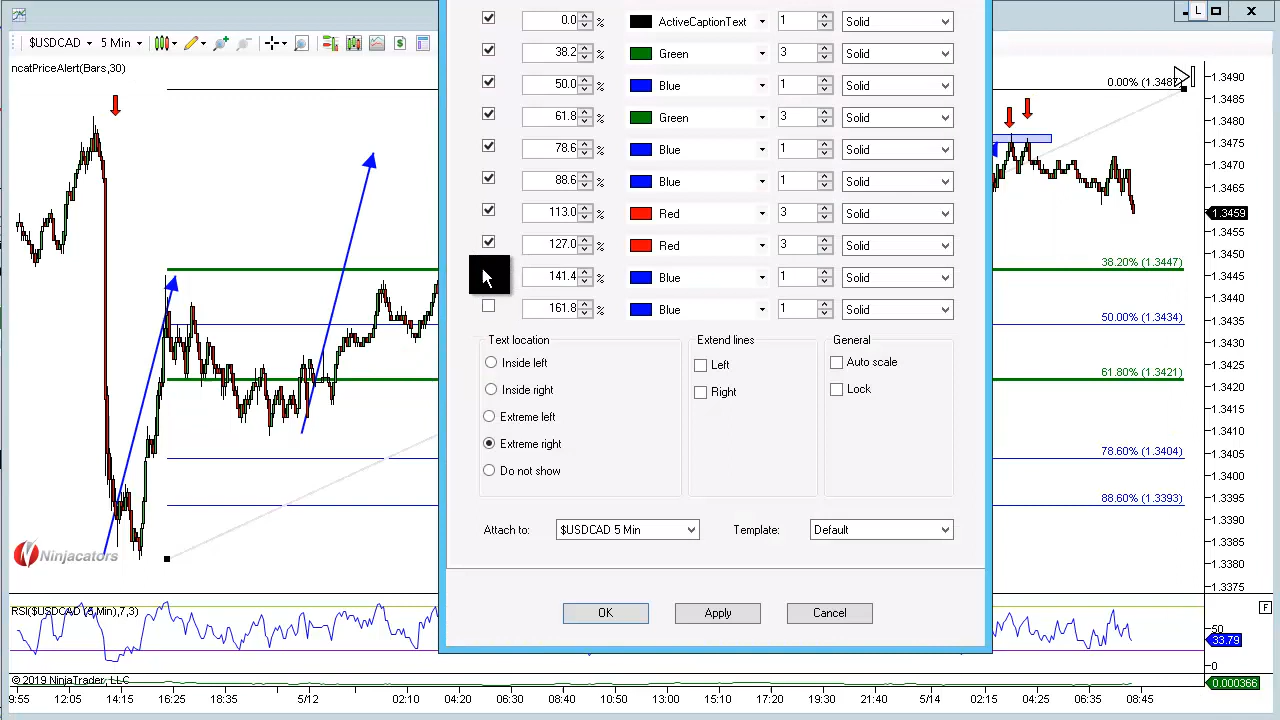 $USDCAD 5 Min
L X
ncatPriceAlert(Bars,30)
0.0 % ActiveCaptionText 1 Solid
38.2 % Green 3 Solid
50.0 % Blue 1 Solid
61.8 % Green 3 Solid
78.6 % Blue 1 Solid
88.6 % Blue 1 Solid
113.0 % Red 3 Solid
127.0 % Red 3 Solid
141.4 % Blue 1 Solid
161.8 % Blue 1 Solid
Text location Extend lines General
Inside left Left Auto scale
Inside right Right Lock
Extreme left
Extreme right
Do not show
Attach to: $USDCAD 5 Min Template: Default
OK Apply Cancel
38.20% (1.3447)
50.00% (1.3434)
61.80% (1.3421)
78.60% (1.3404)
88.60% (1.3393)
1.3490
1.3485
1.3480
1.3475
1.3470
1.3465
1.3459
1.3455
1.3450
1.3445
1.3440
1.3435
1.3430
1.3425
1.3420
1.3415
1.3410
1.3405
1.3400
1.3395
1.3390
1.3385
1.3380
1.3375
Ninjacators
RSI($USDCAD (5 Min),7,3)
F
50
33.79
0
© 2019 NinjaTrader, LLC
0.000366
12:05 14:15 16:25 18:35 5/12 02:10 04:20 06:30 08:40 10:50 13:00 15:10 17:20 19:30 21:40 5/14 02:15 04:25 06:35 08:45